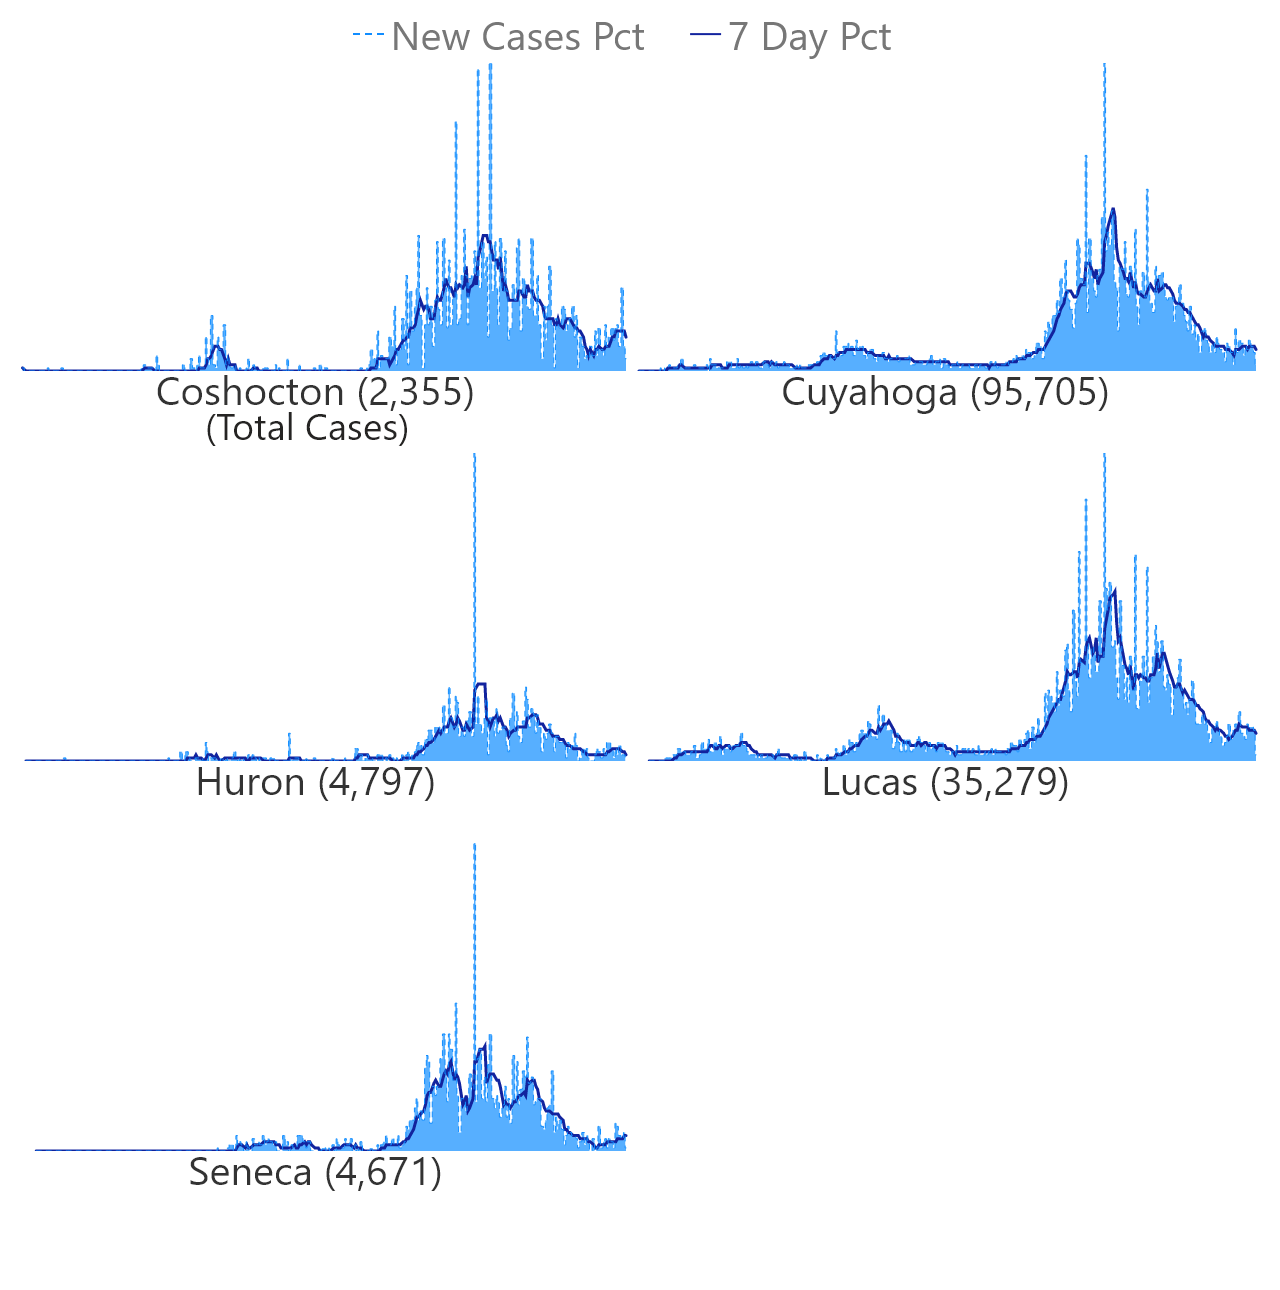 New Cases Pct 7 Day Pct
Coshocton (2,355) Cuyahoga (95,705)
(Total Cases)
Huron (4,797) Lucas (35,279)
Seneca (4,671)